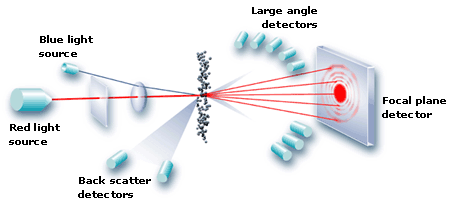 Large angle
detectors
Blue light
source
Focal plane
detector
Red light
source
Back scatter
detectors